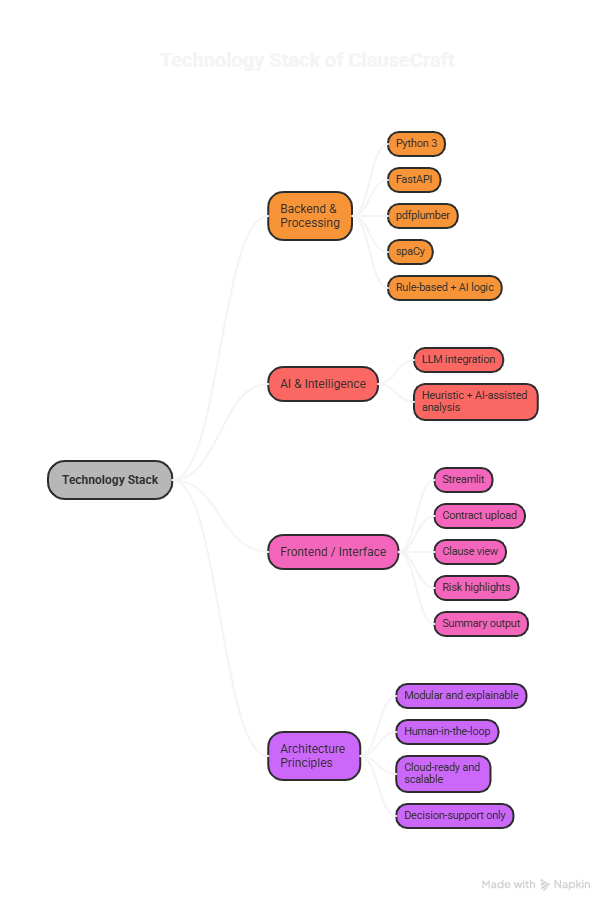 Technology Stack of ClauseCraft
Technology Stack
Backend &
Processing
Python 3
FastAPI
pdfplumber
spaCy
Rule-based + AI logic
AI & Intelligence
LLM integration
Heuristic + AI-assisted
analysis
Frontend / Interface
Streamlit
Contract upload
Clause view
Risk highlights
Summary output
Architecture
Principles
Modular and explainable
Human-in-the-loop
Cloud-ready and
scalable
Decision-support only
Made with Napkin